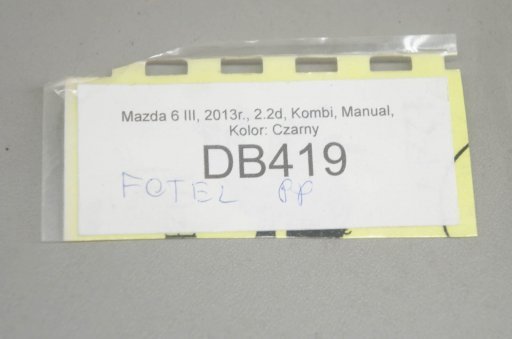 Mazda 6 III, 2013r., 2.2d, Kombi, Manual,
Kolor: Czarny
DB419
FOTEL PP